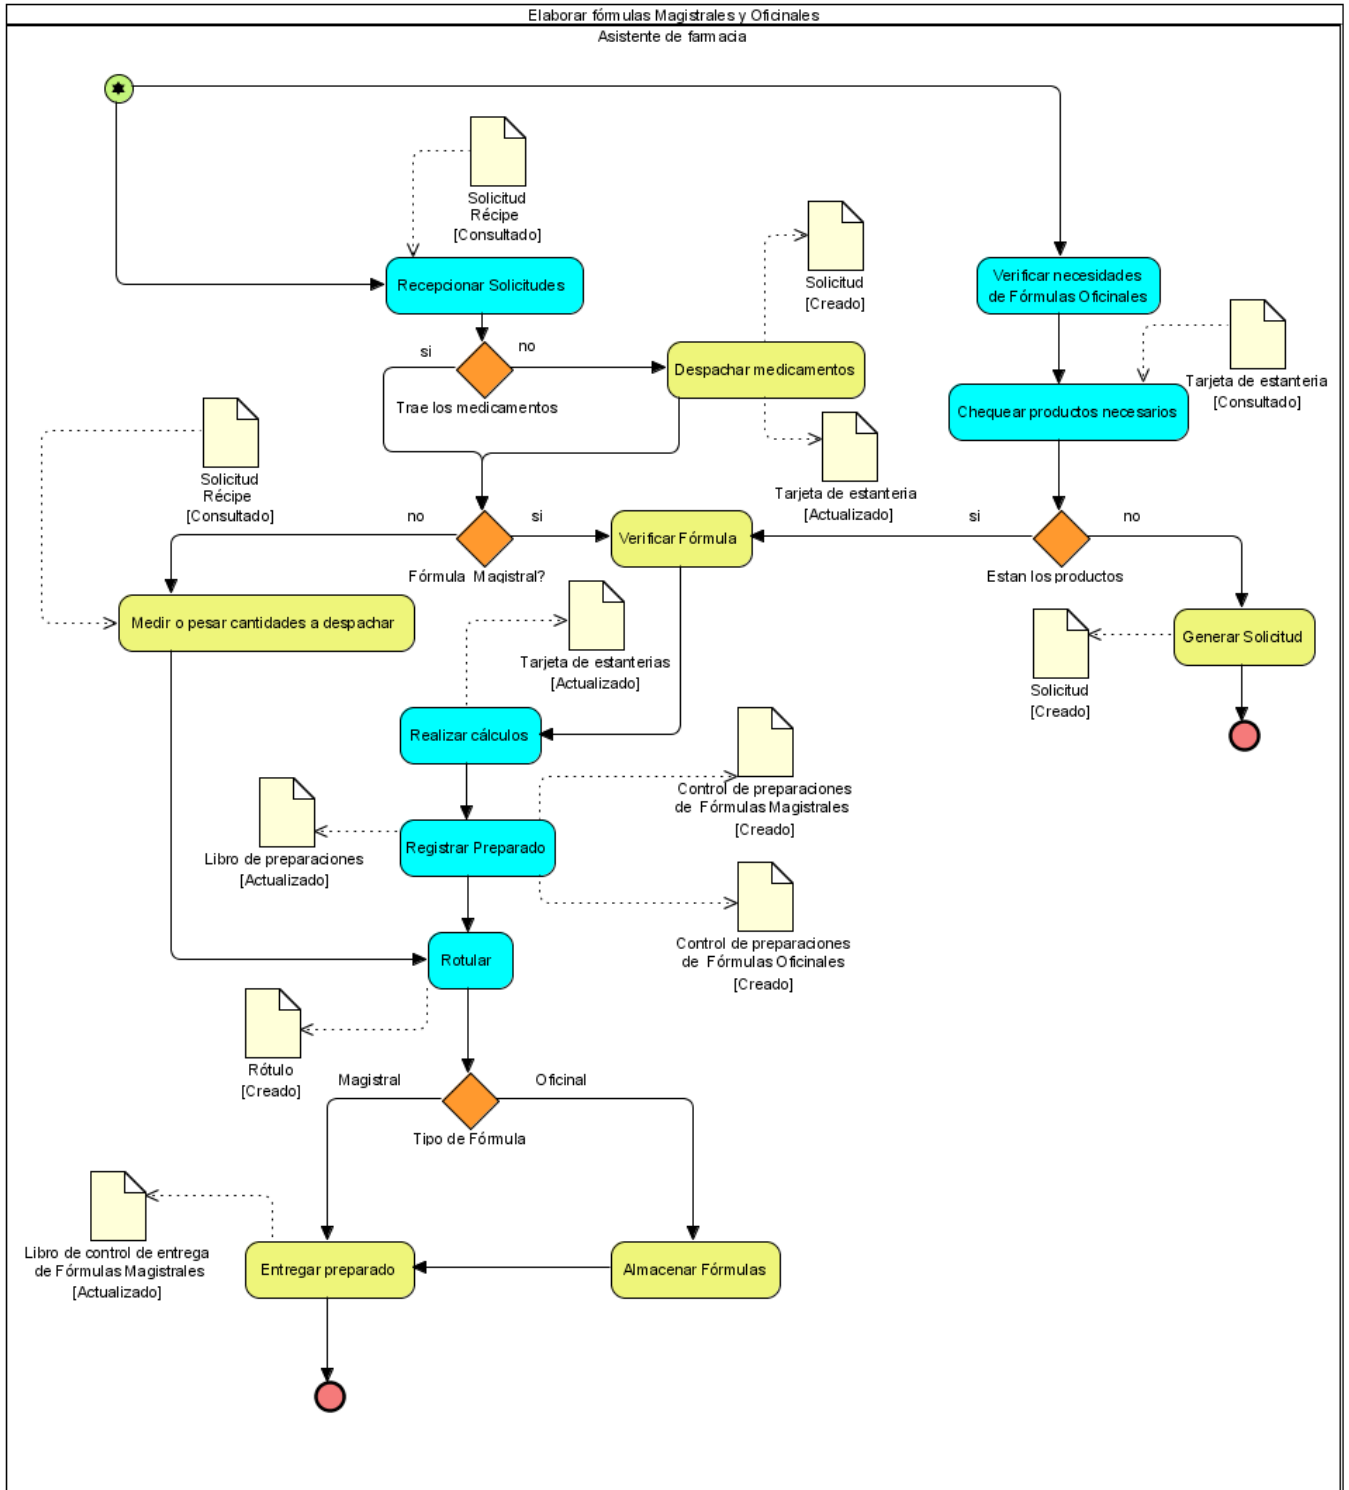 Elaborar fórmulas Magistrales y Oficinales
Asistente de farmacia
Solicitud
Récipe
[Consultado]
Solicitud
[Creado]
Recepcionar Solicitudes
Verificar necesidades
de Fórmulas Oficinales
si
no
Trae los medicamentos
Despachar medicamentos
Tarjeta de estanteria
[Consultado]
Chequear productos necesarios
Solicitud
Récipe
[Consultado]
Tarjeta de estanteria
[Actualizado]
no
si
Fórmula Magistral?
Verificar Fórmula
si
no
Estan los productos
Medir o pesar cantidades a despachar
Generar Solicitud
Tarjeta de estanterias
[Actualizado]
Solicitud
[Creado]
Realizar cálculos
Control de preparaciones
de Fórmulas Magistrales
[Creado]
Registrar Preparado
Libro de preparaciones
[Actualizado]
Control de preparaciones
de Fórmulas Oficinales
[Creado]
Rotular
Rótulo
[Creado]
Magistral
Oficinal
Tipo de Fórmula
Libro de control de entrega
de Fórmulas Magistrales
[Actualizado]
Entregar preparado
Almacenar Fórmulas